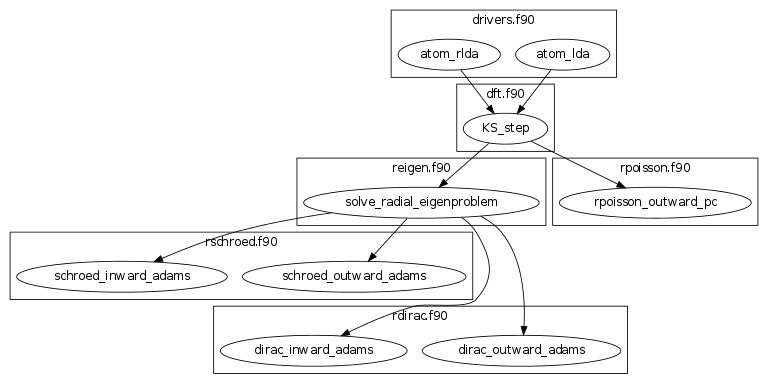 drivers.f90
atom_rlda
atom_lda
dft.f90
KS_step
reigen.f90
rpoisson.f90
solve_radial_eigenproblem
rpoisson_outward_pc
rschroed.f90
schroed_inward_adams
schroed_outward_adams
rdirac.f90
dirac_inward_adams
dirac_outward_adams